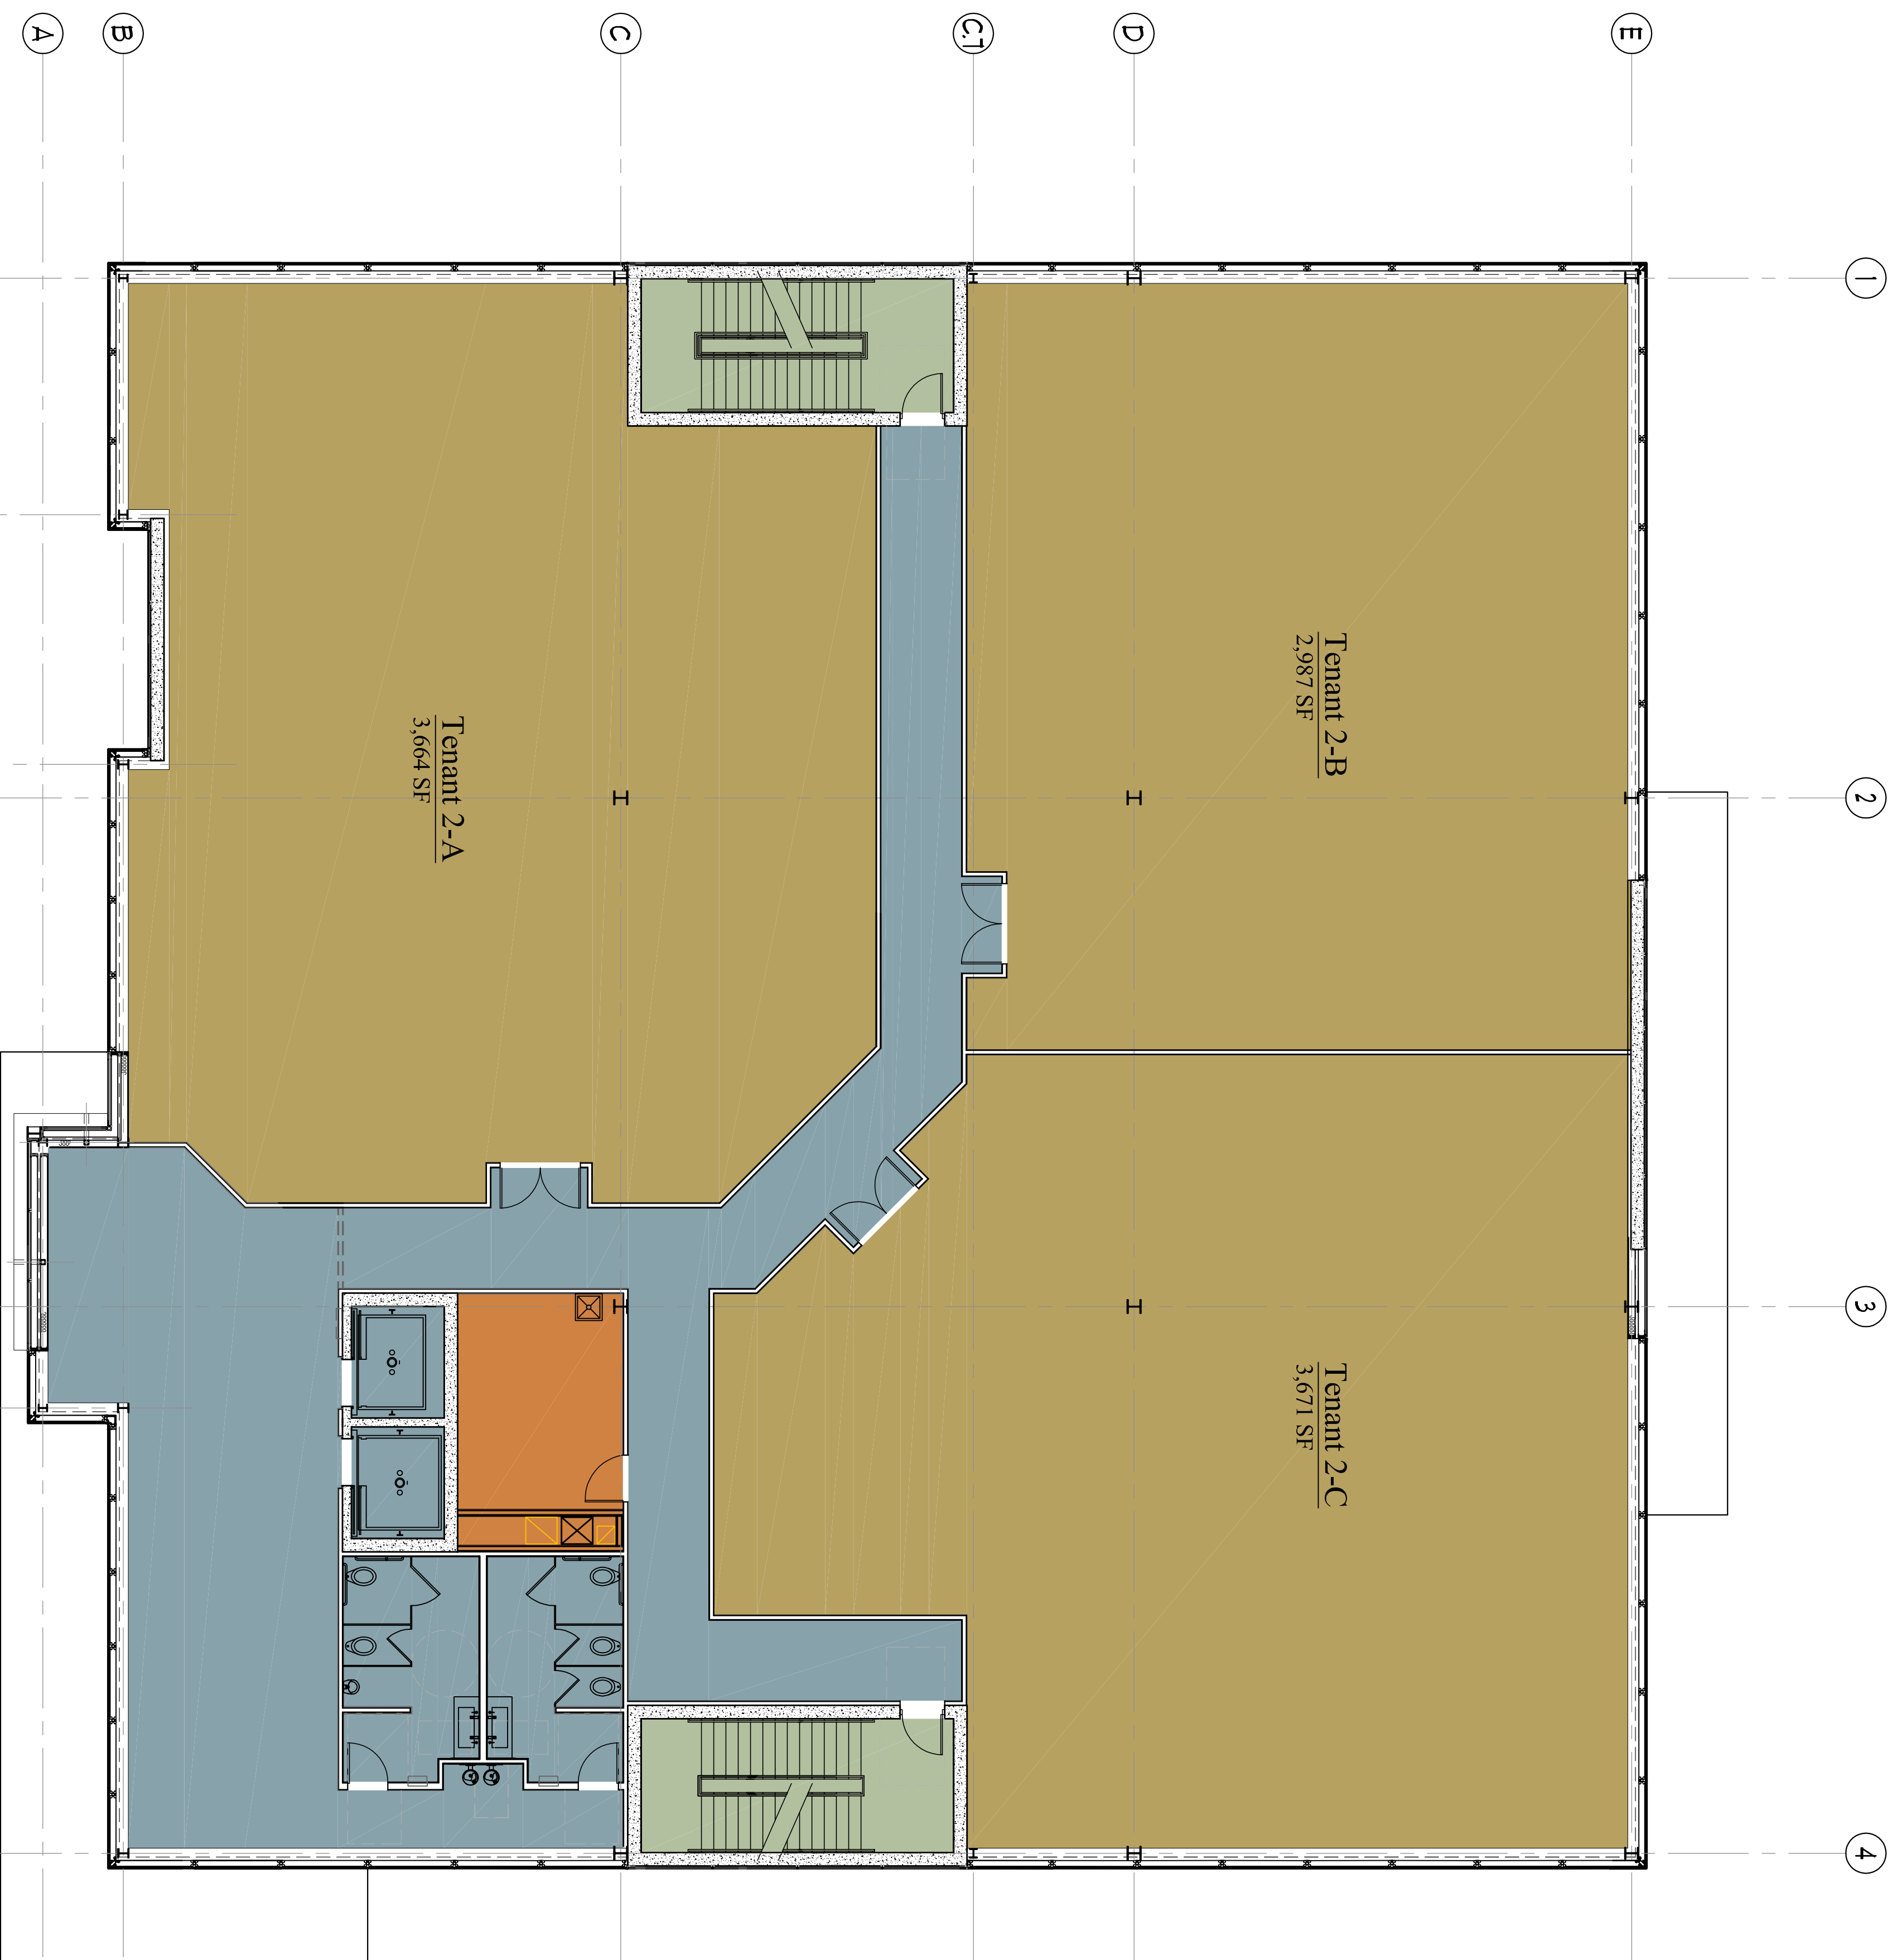 A
B
C
C.7
D
E
1
2
3
4
Tenant 2-B
2,987 SF
Tenant 2-A
3,664 SF
Tenant 2-C
3,671 SF